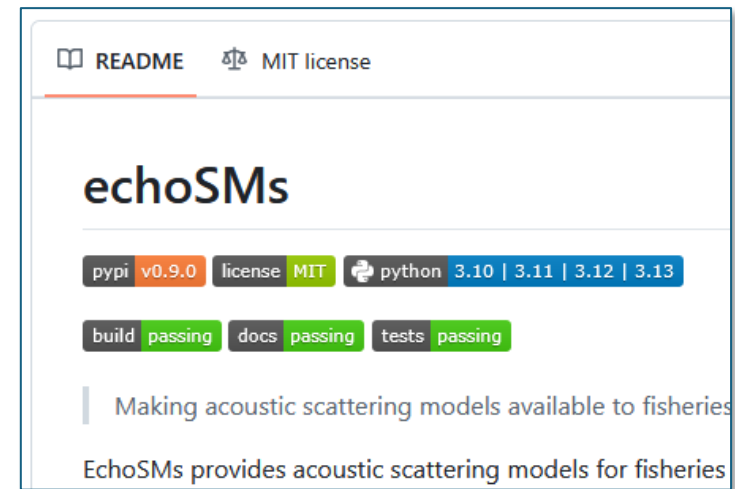 README MIT license
echoSMs
pypi v0.9.0 license MIT python 3.10 | 3.11 | 3.12 | 3.13
build passing docs passing tests passing
Making acoustic scattering models available to fisheries
EchoSMs provides acoustic scattering models for fisheries